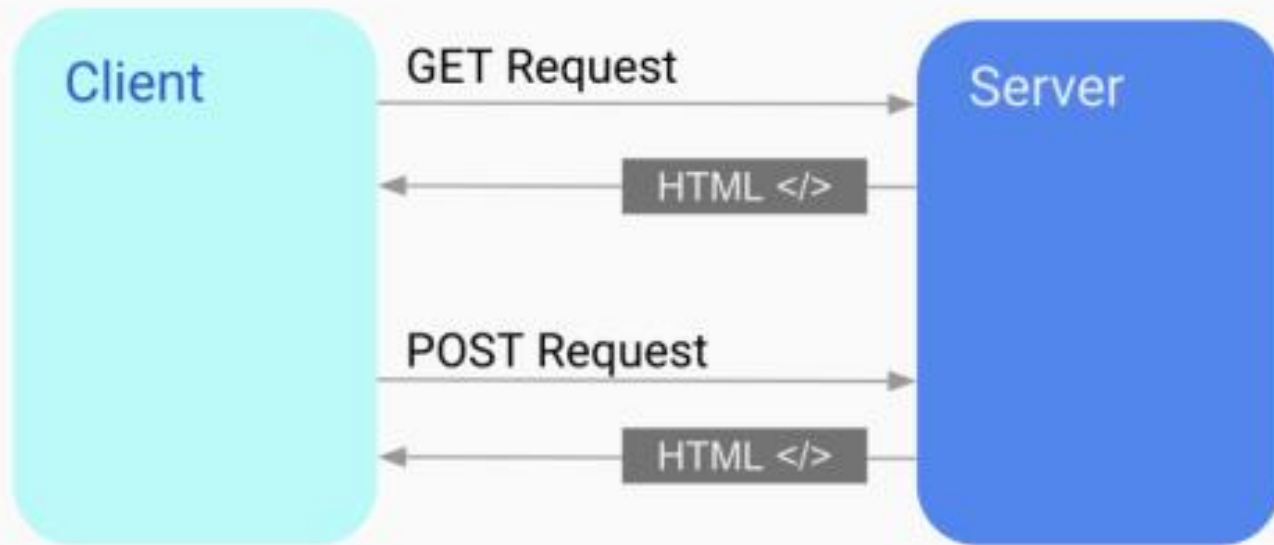 Client
GET Request
Server
HTML </>
POST Request
HTML </>